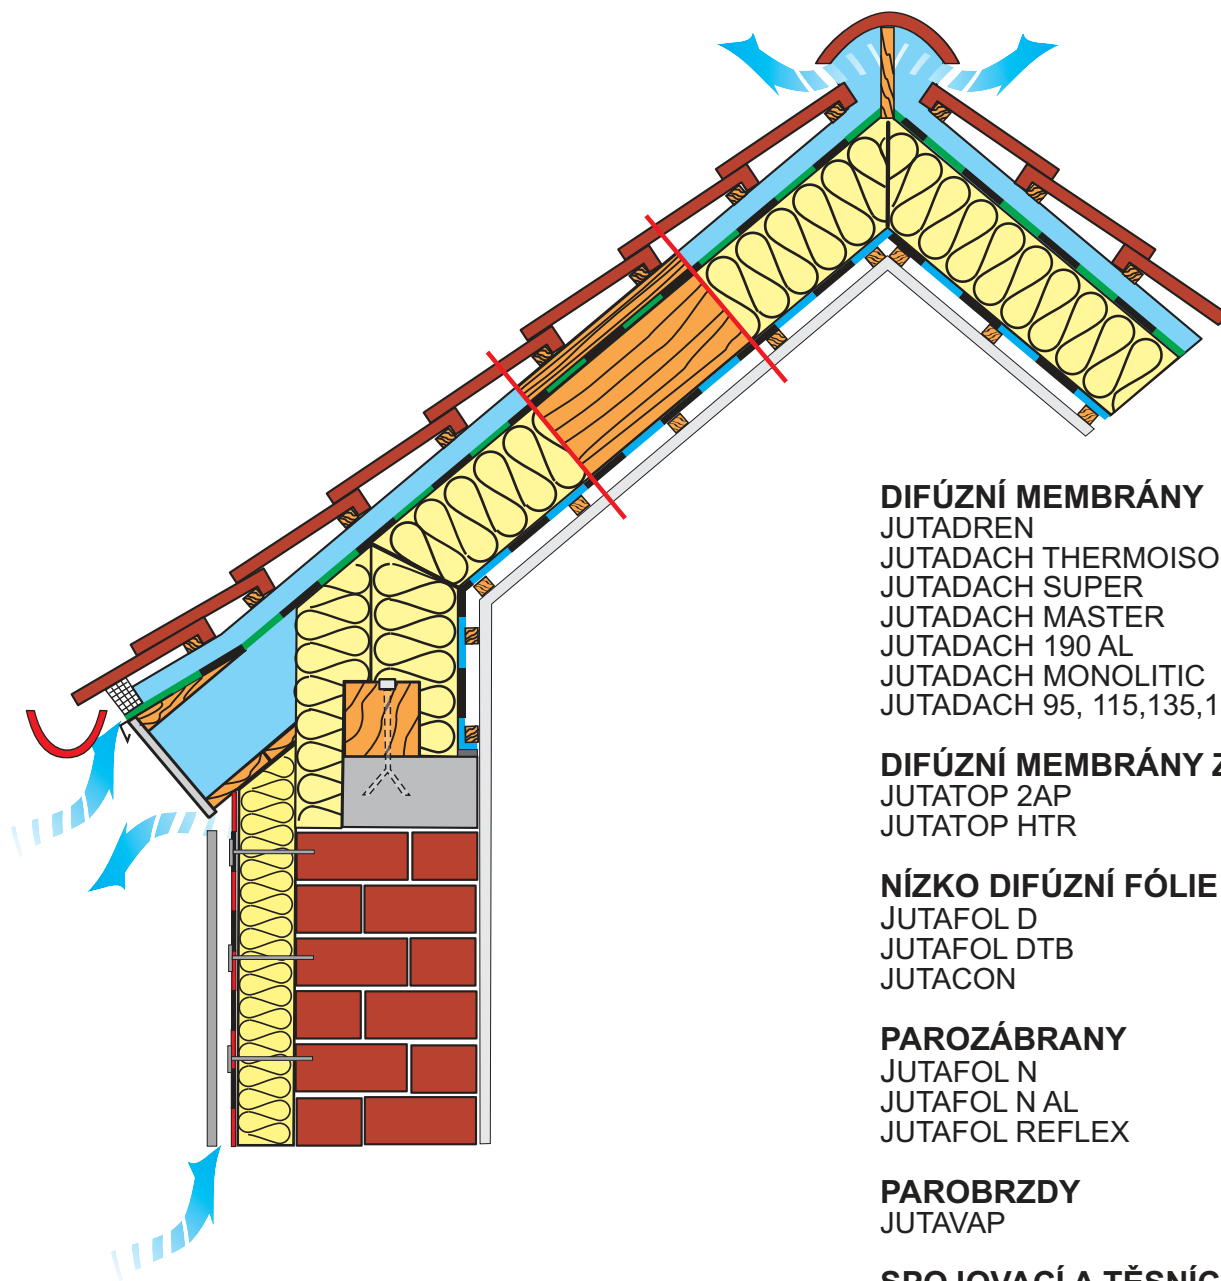 DIFÚZNÍ MEMBRÁNY
JUTADREN
JUTADACH THERMOISO
JUTADACH SUPER
JUTADACH MASTER
JUTADACH 190 AL
JUTADACH MONOLITIC
JUTADACH 95, 115,135,1
DIFÚZNÍ MEMBRÁNY Z
JUTATOP 2AP
JUTATOP HTR
NÍZKO DIFÚZNÍ FÓLIE
JUTAFOL D
JUTAFOL DTB
JUTACON
PAROZÁBRANY
JUTAFOL N
JUTAFOL N AL
JUTAFOL REFLEX
PAROBRZDY
JUTAVAP
SPOJOVACÍ A TĚSNÍC